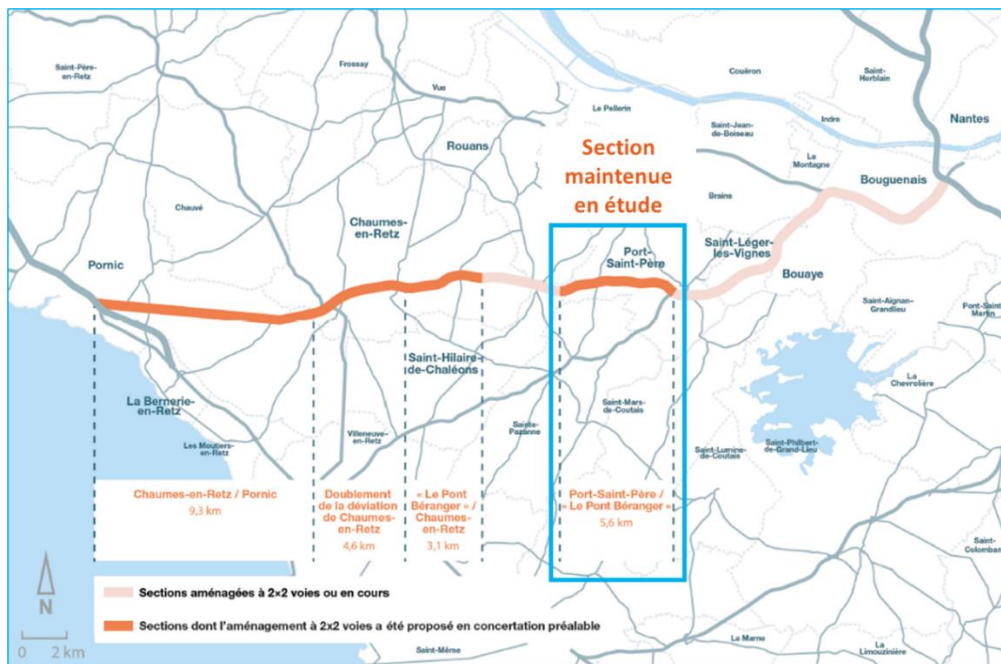 Saint-Père-
en-Retz
Frossay
Vue
Couëron
Saint-
Herblain
Le Pellerin
Indre
Nantes
Saint-Jean-
de-Boiseau
Rouans
Section
maintenue
en étude
La
Montagne
Bouguenais
Brains
Chauvé
Chaumes-
en-Retz
Port-
Saint-Père
Saint-Léger-
les-Vignes
Pornic
Bouaye
Saint-Aignan-
Grandlieu
Pont-Saint-
Martin
Saint-Hilaire-
de-Chaléons
La
Chevrolière
La Bernerie-
en-Retz
Saint-Mars-
de-Coutais
Sainte-
Pazanne
Les Moutiers-
en-Retz
Villeneuve-en-Retz
Saint-Lumine-
de-Coutais
Saint-Philbert-
de-Grand-Lieu
Chaumes-en-Retz / Pornic
9,3 km
Doublement
de la déviation
de Chaumes-
en-Retz
4,6 km
« Le Pont
Béranger » /
Chaumes-
en-Retz
3,1 km
Port-Saint-Père /
« Le Pont Béranger »
5,6 km
Saint-
Colomban
N
0 2 km
Sections aménagées à 2×2 voies ou en cours
Sections dont l'aménagement à 2x2 voies a été proposé en concertation préalable
Saint-Même-
La Marne
La
Limouzinière